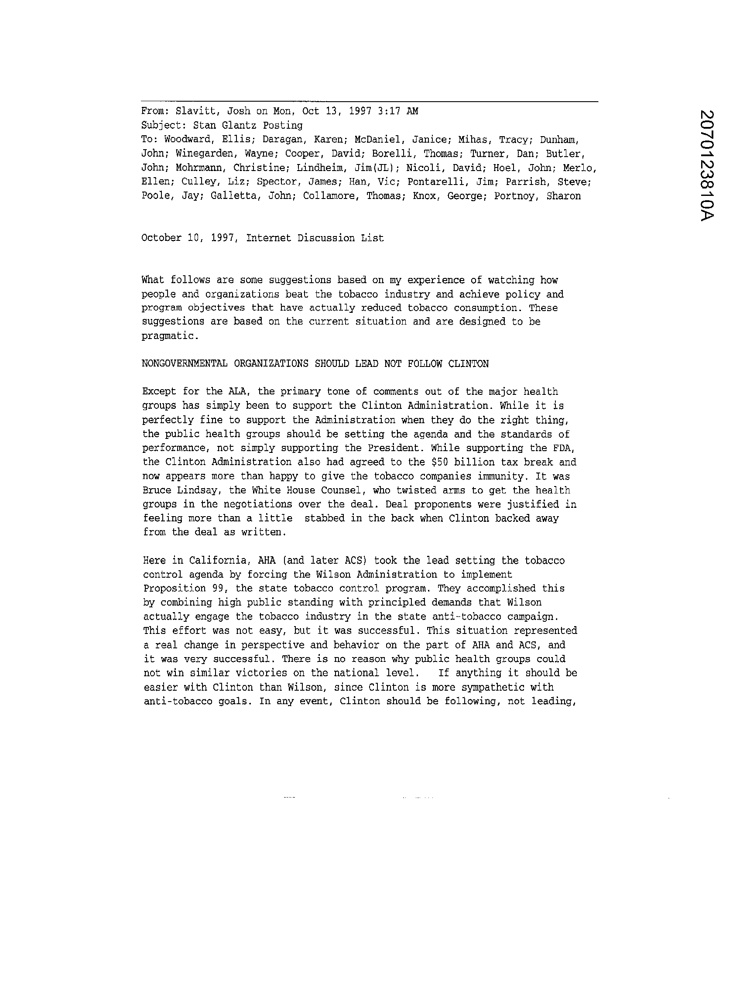 From: Slavitt, Josh on Mon, Oct 13, 1997 3:17 AM
Subject: Stan Glantz Posting
To: Woodward, Ellis; Daragan, Karen; McDaniel, Janice; Mihas, Tracy; Dunham,
John; Winegarden, Wayne; Cooper, David; Borelli, Thomas; Turner, Dan; Butler,
John; Mohrmann, Christine; Lindheim, Jim(JL); Nicoli, David; Hoel, John; Merlo,
Ellen; Culley, Liz; Spector, James; Han, Vic; Pontarelli, Jim; Parrish, Steve;
Poole, Jay; Galletta, John; Collamore, Thomas; Knox, George; Portnoy, Sharon
October 10, 1997, Internet Discussion List
What follows are some suggestions based on my experience of watching how
people and organizations beat the tobacco industry and achieve policy and
program objectives that have actually reduced tobacco consumption. These
suggestions are based on the current situation and are designed to be
pragmatic.
NONGOVERNMENTAL ORGANIZATIONS SHOULD LEAD NOT FOLLOW CLINTON
Except for the ALA, the primary tone of comments out of the major health
groups has simply been to support the Clinton Administration. While it is
perfectly fine to support the Administration when they do the right thing,
the public health groups should be setting the agenda and the standards of
performance, not simply supporting the President. While supporting the FDA,
the Clinton Administration also had agreed to the $50 billion tax break and
now appears more than happy to give the tobacco companies immunity. It was
Bruce Lindsay, the White House Counsel, who twisted arms to get the health
groups in the negotiations over the deal. Deal proponents were justified in
feeling more than a little stabbed in the back when Clinton backed away
from the deal as written.
Here in California, AHA (and later ACS) took the lead setting the tobacco
control agenda by forcing the Wilson Administration to implement
Proposition 99, the state tobacco control program. They accomplished this
by combining high public standing with principled demands that Wilson
actually engage the tobacco industry in the state anti-tobacco campaign.
This effort was not easy, but it was successful. This situation represented
a real change in perspective and behavior on the part of AHA and ACS, and
it was very successful. There is no reason why public health groups could
not win similar victories on the national level. If anything it should be
easier with Clinton than Wilson, since Clinton is more sympathetic with
anti-tobacco goals. In any event, Clinton should be following, not leading,
2070123810A